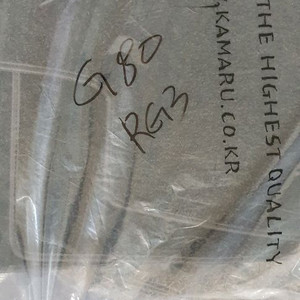 G80
RG3
THE HIGHEST QUALITY
KAMARU.CO.KR